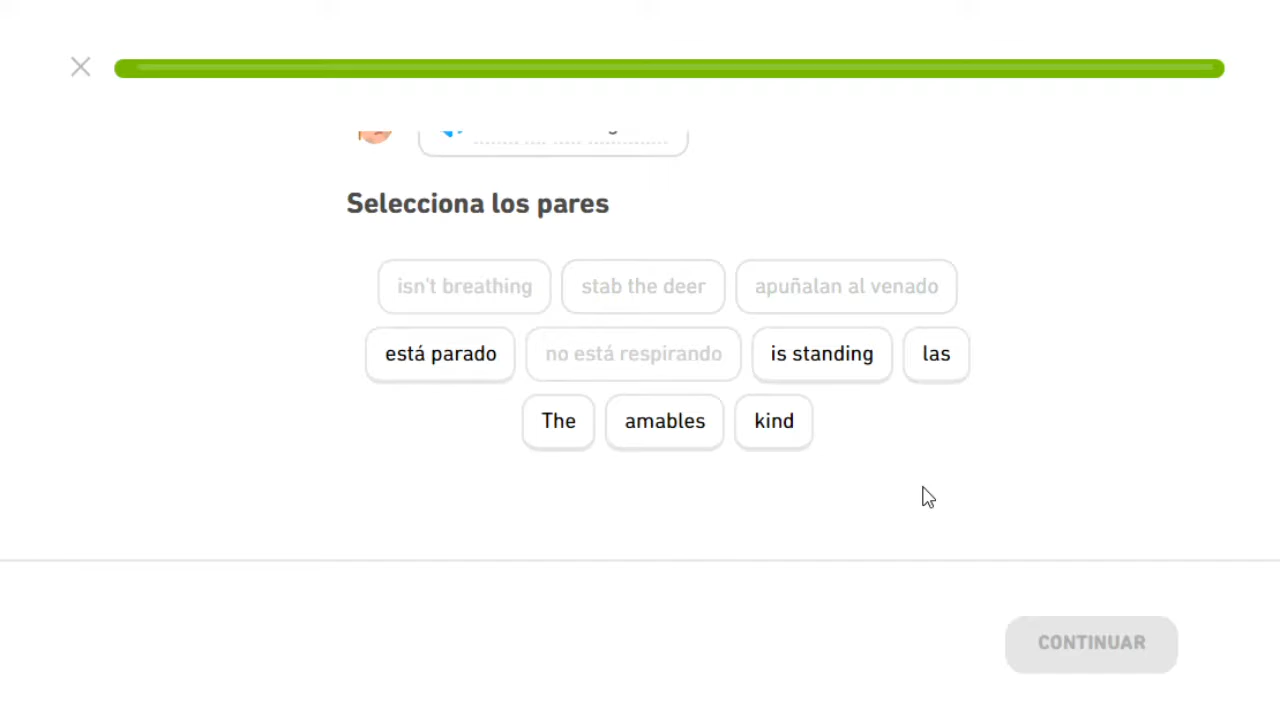 Selecciona los pares
isn't breathing stab the deer apuñalan al venado
está parado no está respirando is standing las
The amables kind
CONTINUAR